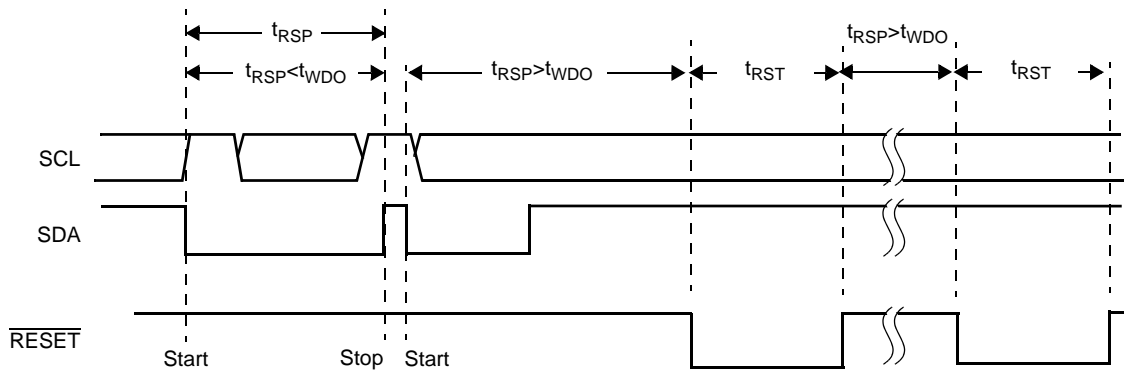 tRSP
tRSP>tWDO
tRSP<tWDO
tRSP>tWDO
tRST
tRST
SCL
SDA
RESET
Start
Stop
Start